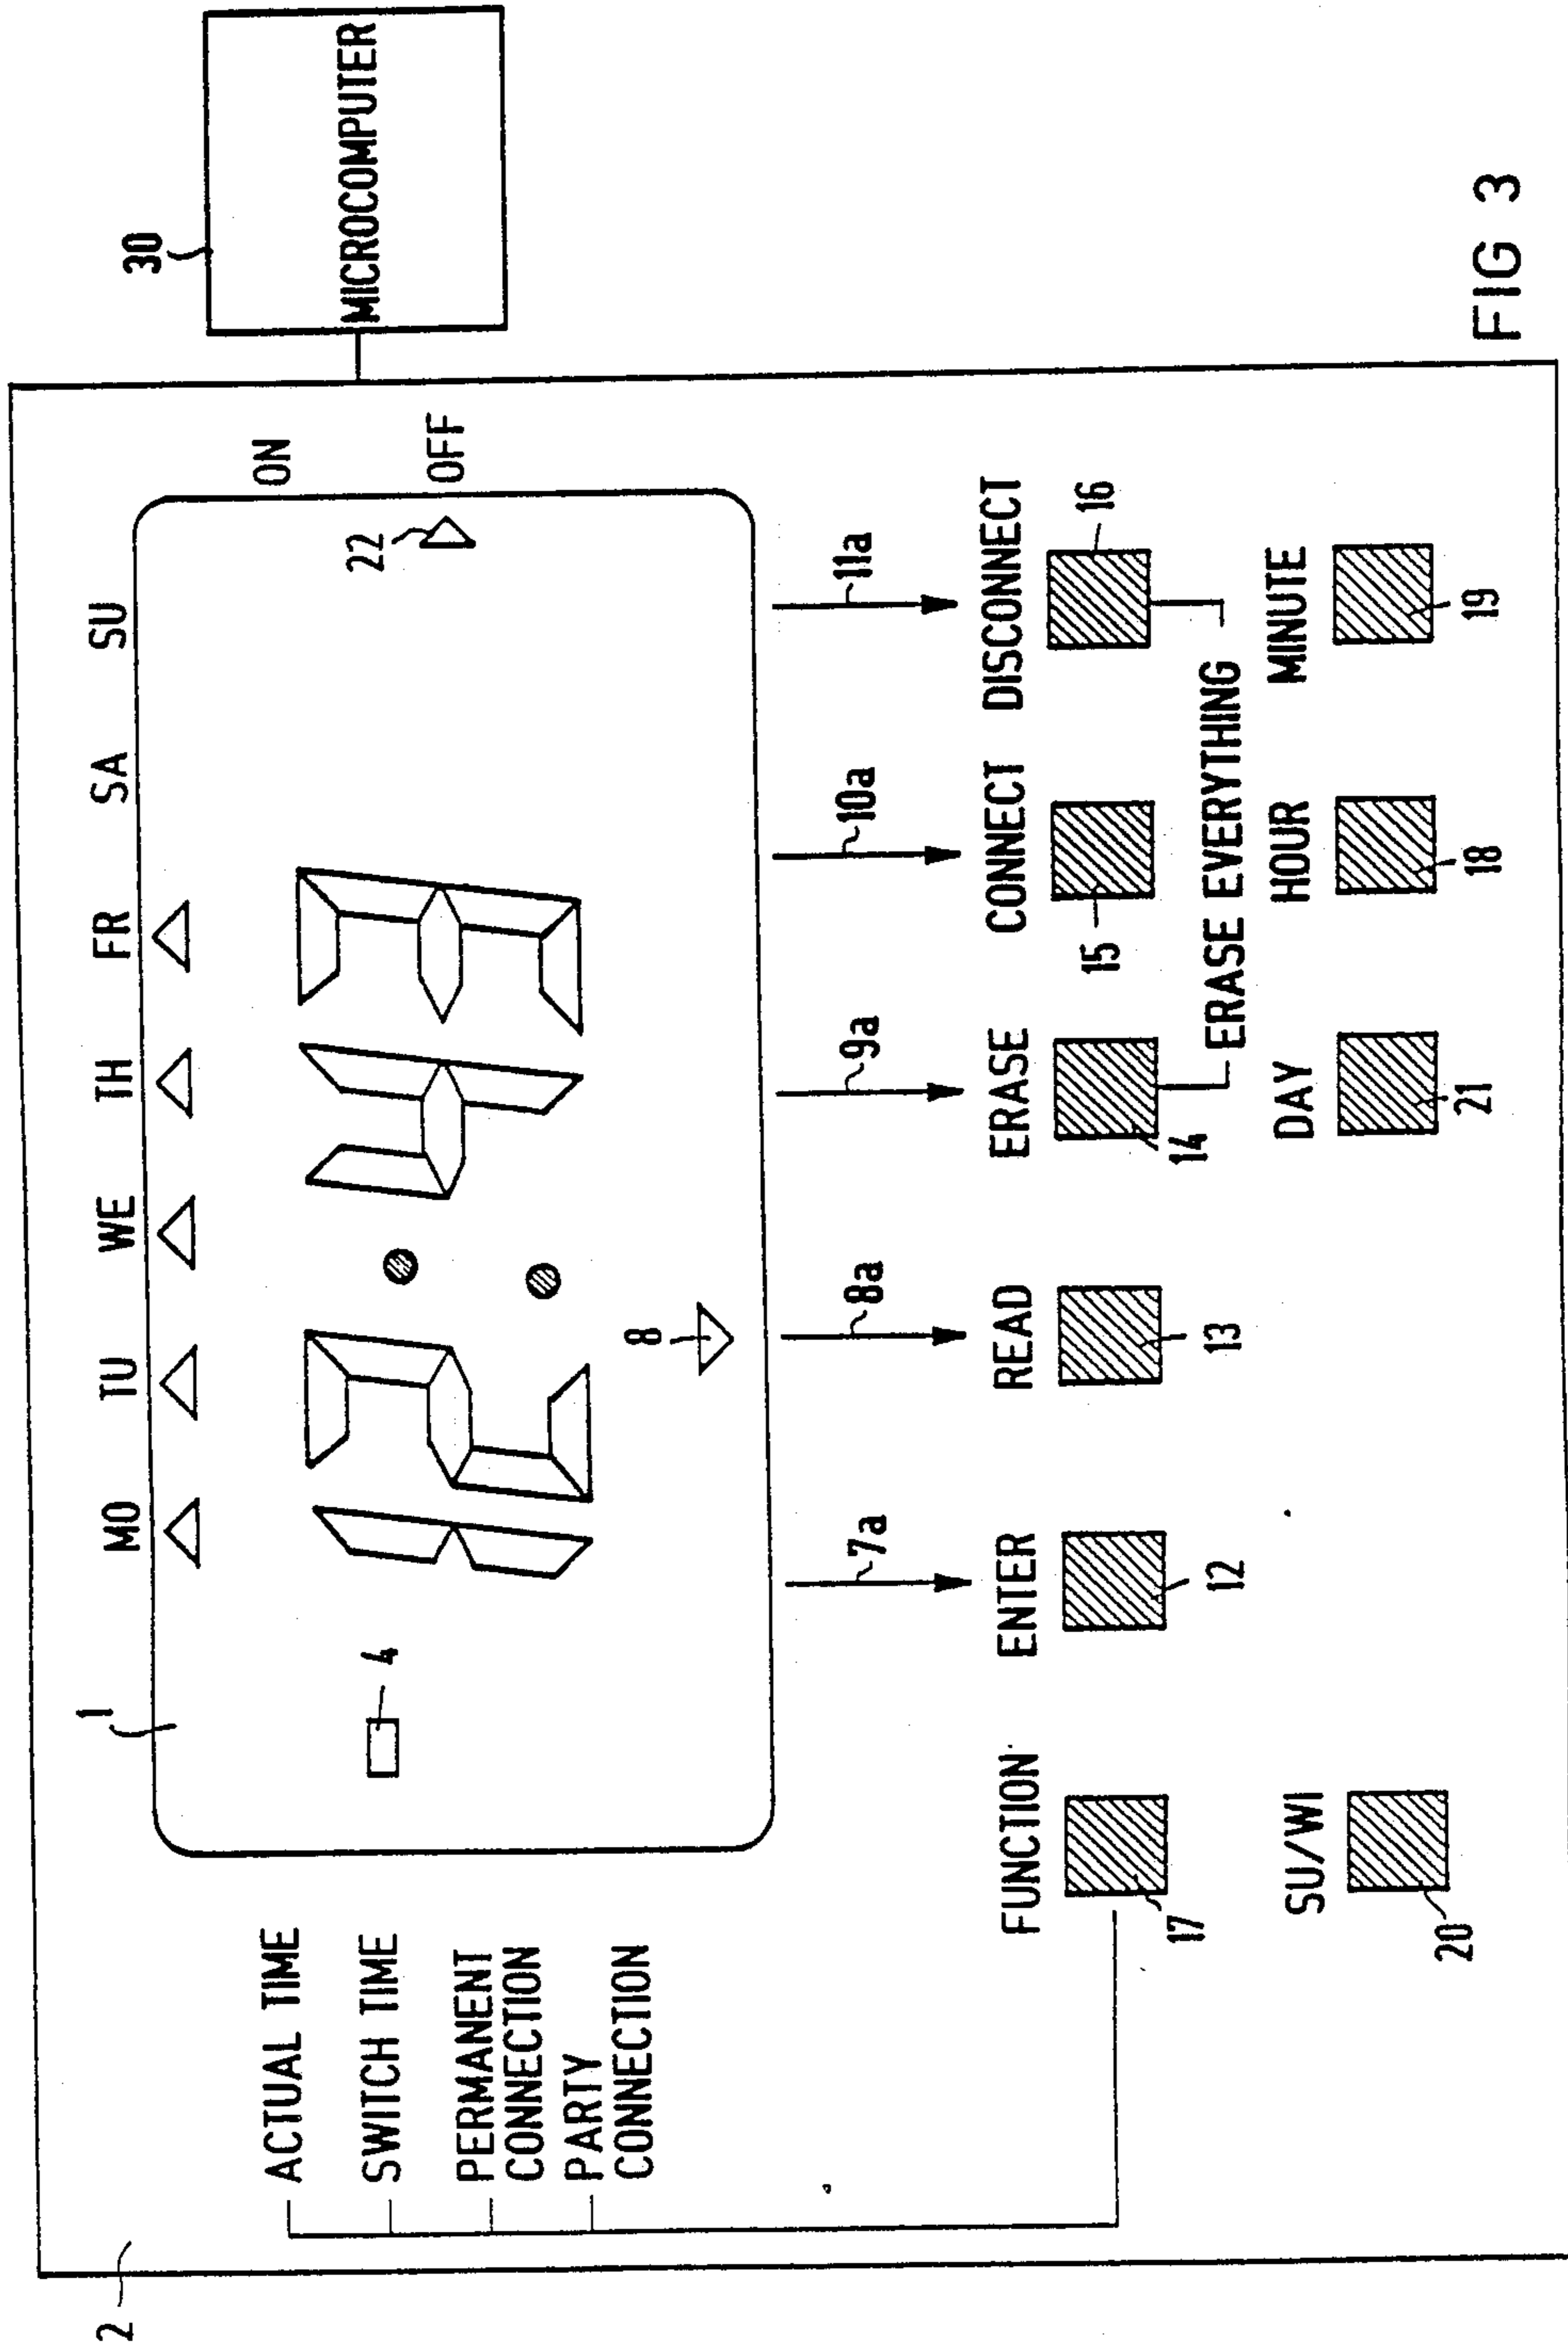 30
MICROCOMPUTER
2
1
MO TU WE TH FR SA SU
ACTUAL TIME
SWITCH TIME
PERMANENT
CONNECTION
PARTY
CONNECTION
4
12:43
22
ON
OFF
8
7a 8a 9a 10a 11a
FUNCTION ENTER READ ERASE CONNECT DISCONNECT
17 12 13 14 15 16
ERASE EVERYTHING
SU/WI DAY HOUR MINUTE
20 21 18 19
FIG 3